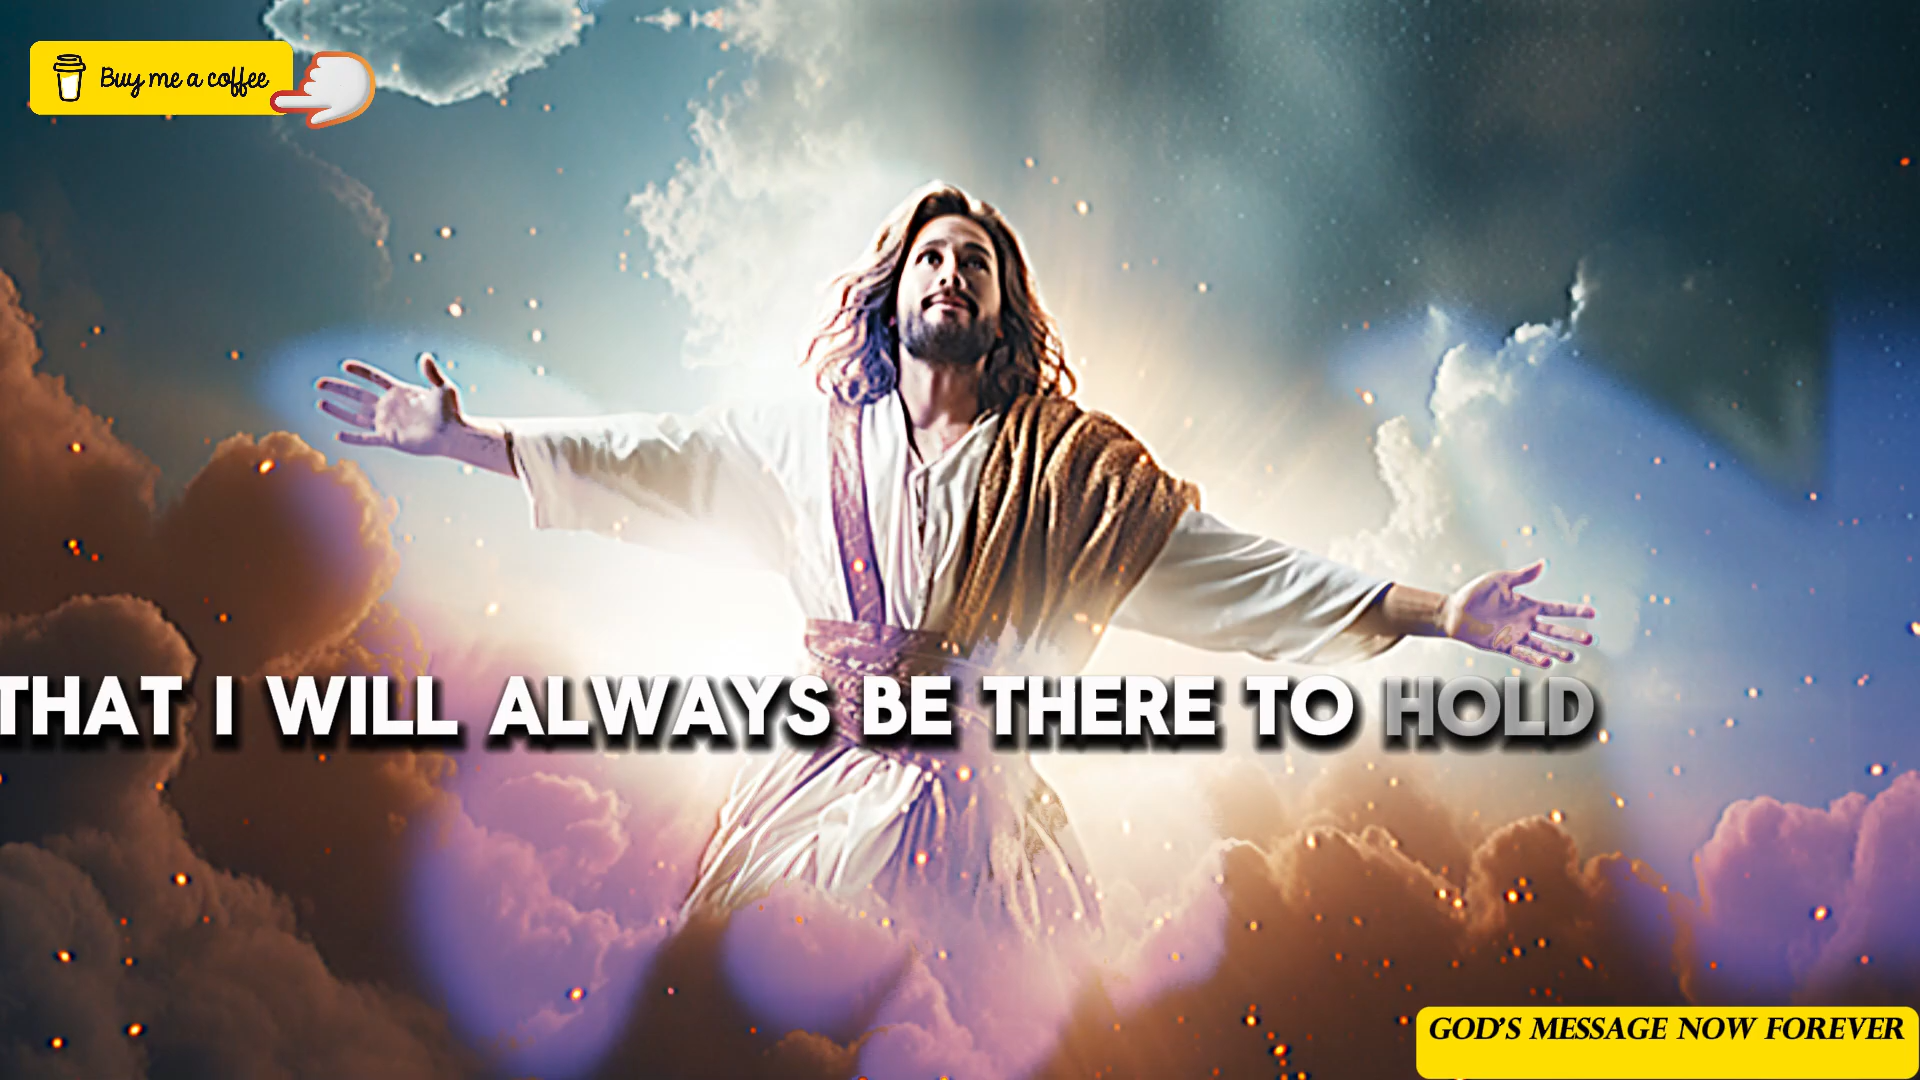 Buy me a coffee
THAT I WILL ALWAYS BE THERE TO HOLD
GOD'S MESSAGE NOW FOREVER